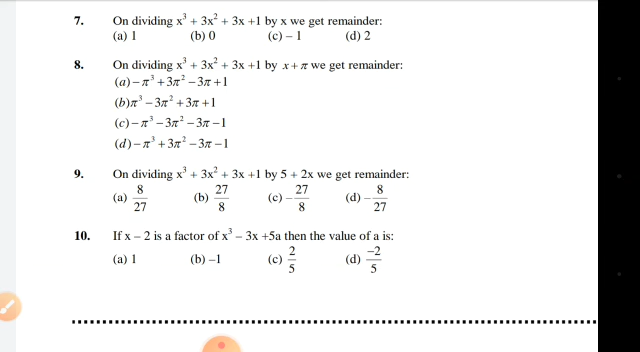 7. On dividing x³ + 3x² + 3x +1 by x we get remainder:
(a) 1 (b) 0 (c) – 1 (d) 2
8. On dividing x³ + 3x² + 3x +1 by x + π we get remainder:
(a) – π³ + 3π² – 3π + 1
(b) π³ – 3π² + 3π + 1
(c) – π³ – 3π² – 3π – 1
(d) – π³ + 3π² – 3π – 1
9. On dividing x³ + 3x² + 3x +1 by 5 + 2x we get remainder:
(a) 8/27 (b) 27/8 (c) – 27/8 (d) – 8/27
10. If x – 2 is a factor of x³ – 3x +5a then the value of a is:
(a) 1 (b) –1 (c) 2/5 (d) –2/5